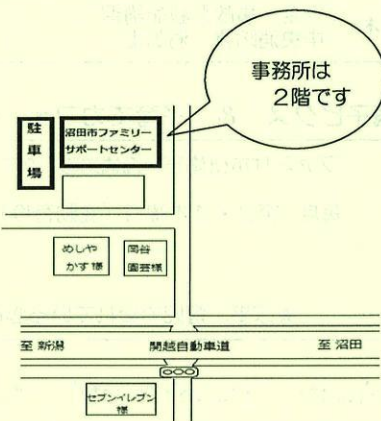 事務所は
2階です
駐車場
沼田市ファミリー
サポートセンター
めしや
かず様
岡谷
園芸様
至 新潟
関越自動車道
至 沼田
セブンイレブン
様